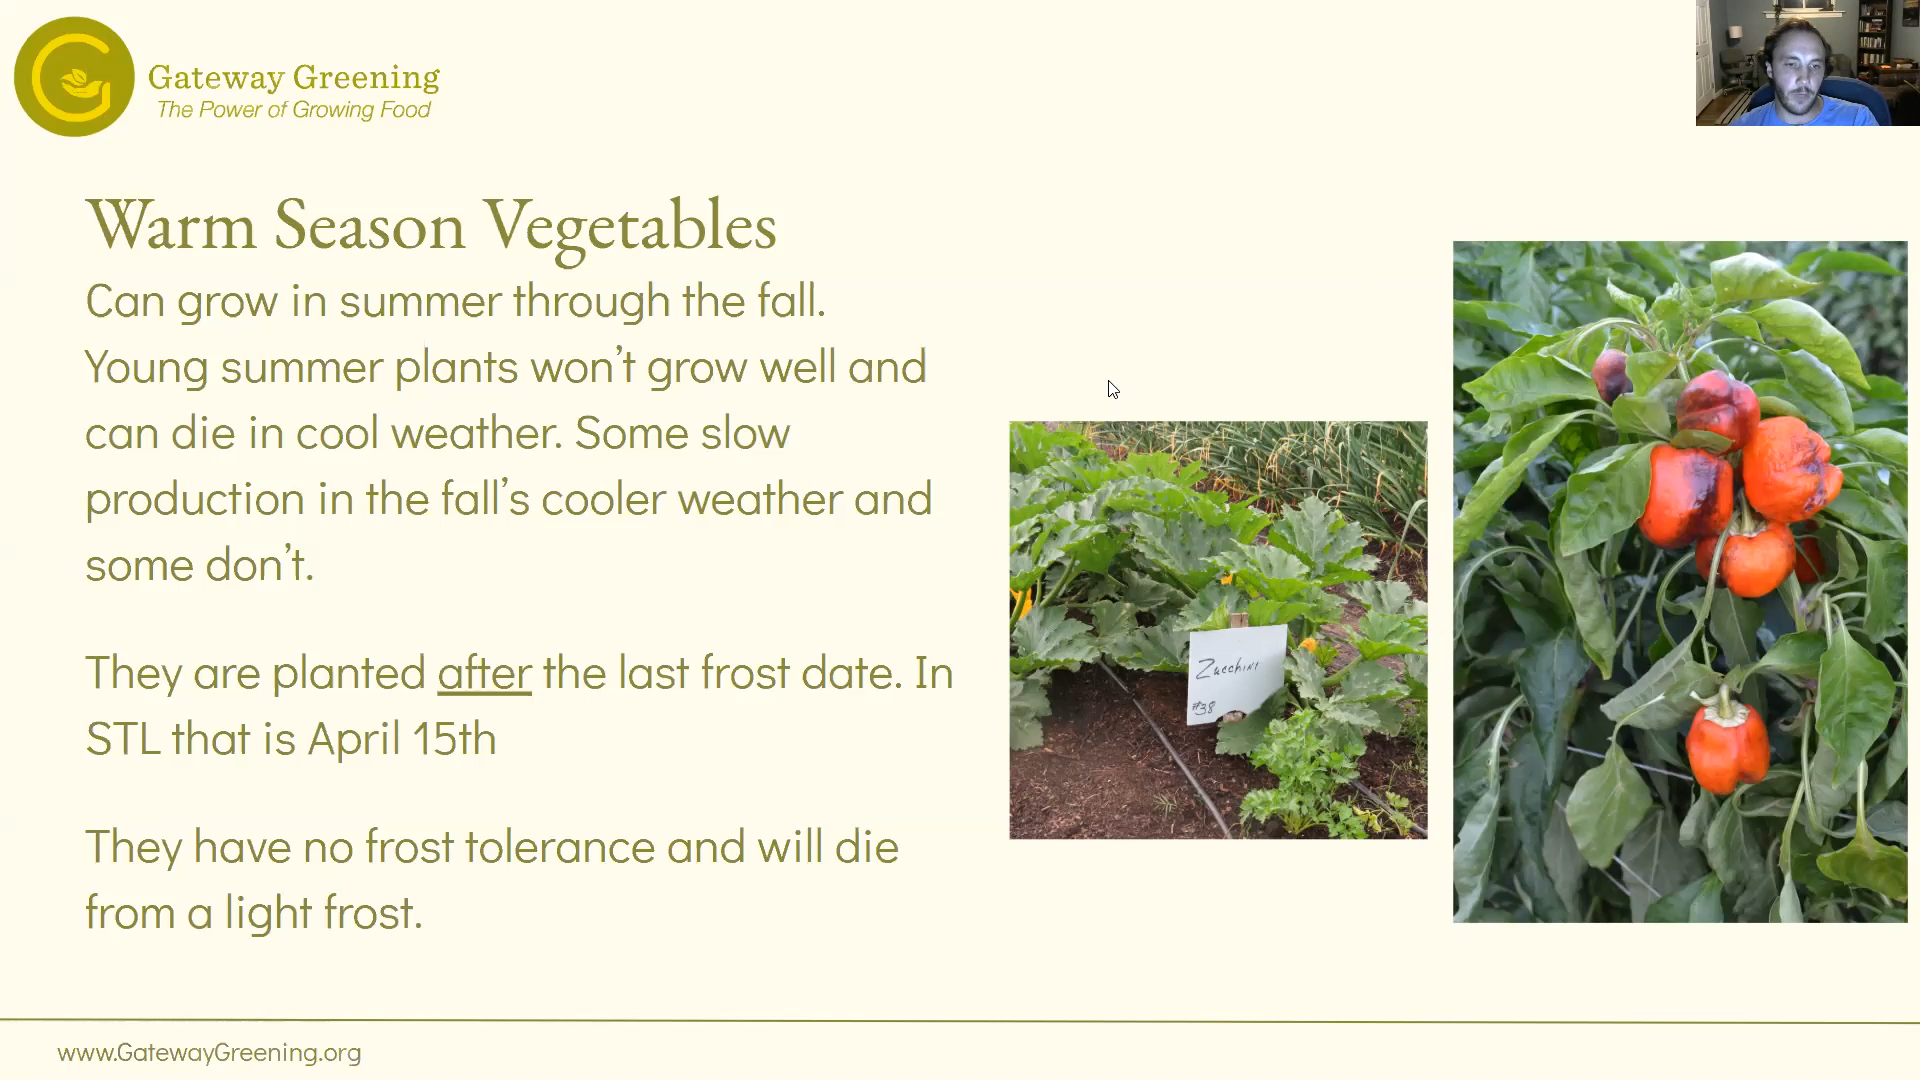 Gateway Greening
The Power of Growing Food
Warm Season Vegetables
Can grow in summer through the fall.
Young summer plants won't grow well and
can die in cool weather. Some slow
production in the fall's cooler weather and
some don't.
They are planted after the last frost date. In
STL that is April 15th
They have no frost tolerance and will die
from a light frost.
Zucchini
#38
www.GatewayGreening.org